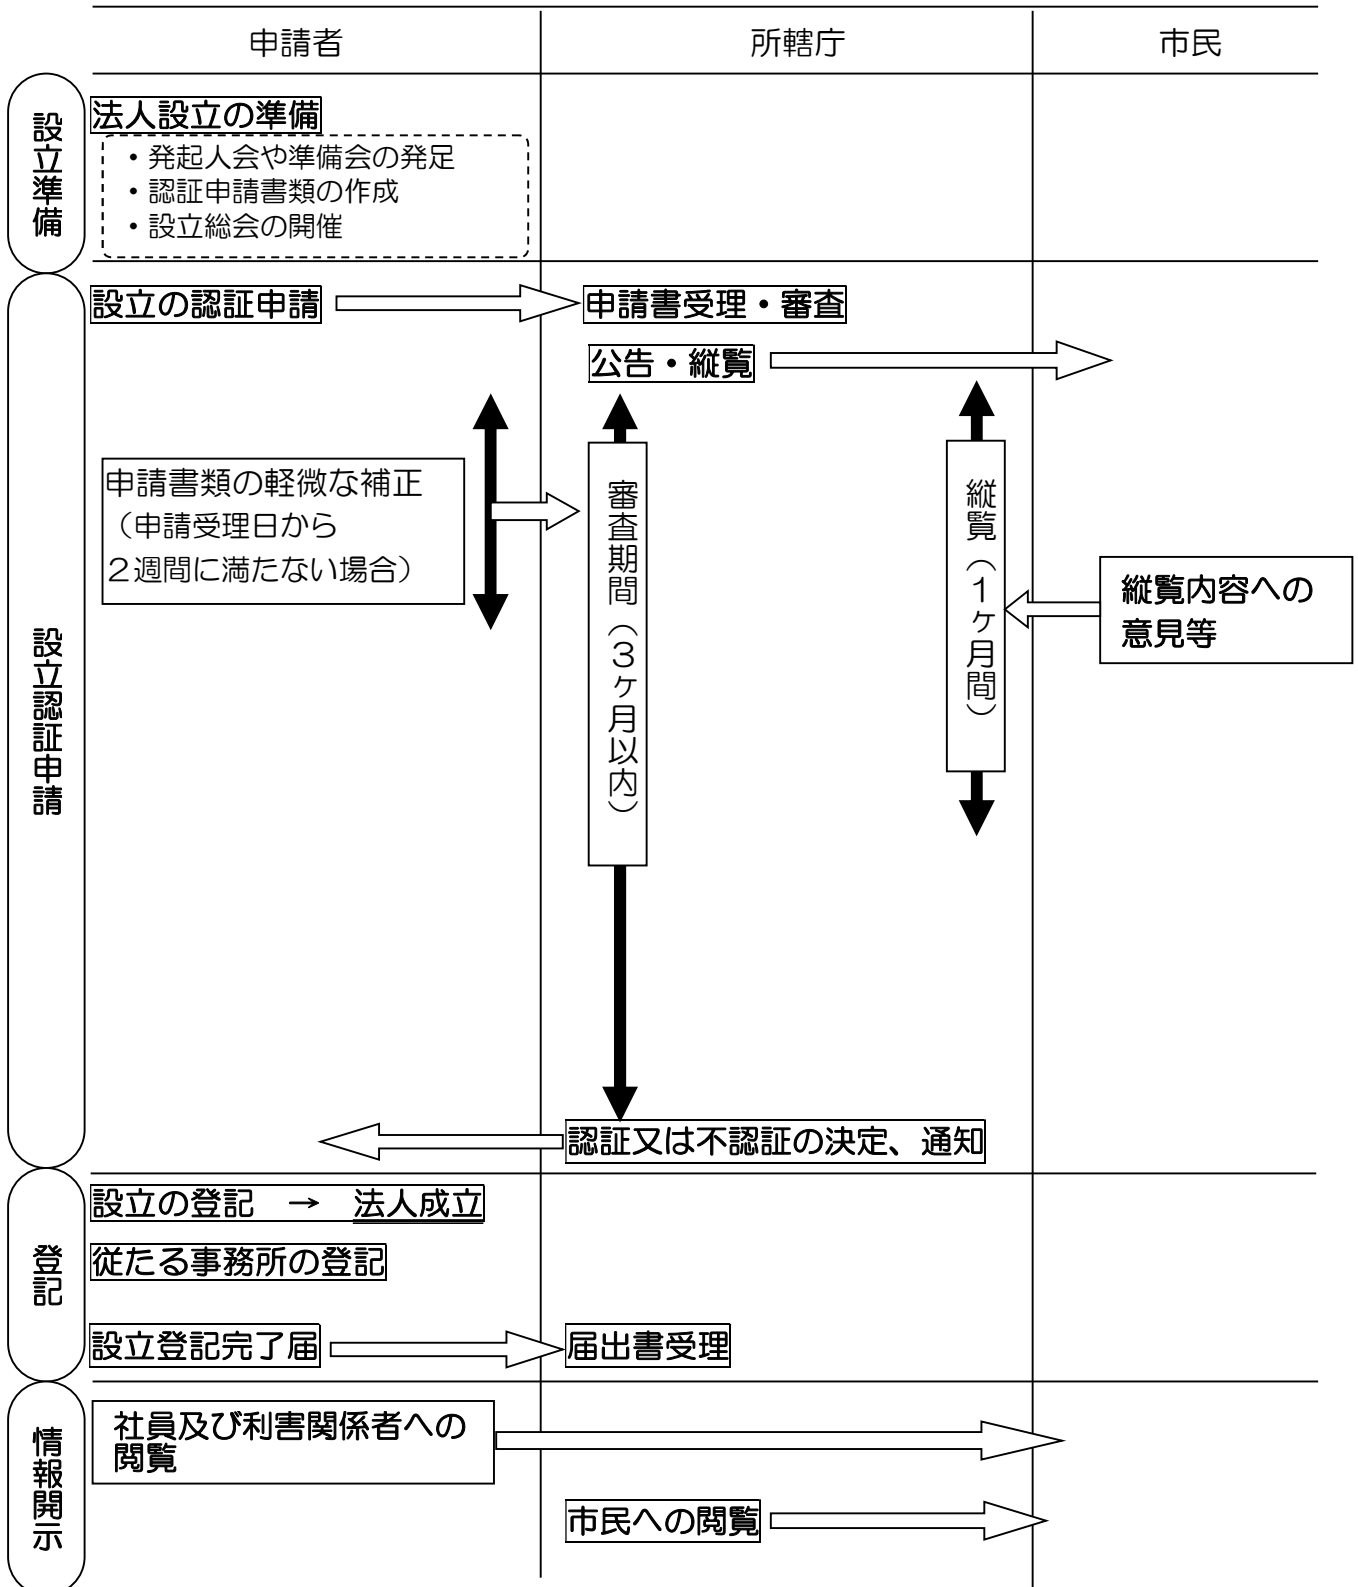 申請者
所轄庁
市民
設立準備
法人設立の準備
・発起人会や準備会の発足
・認証申請書類の作成
・設立総会の開催
設立認証申請
設立の認証申請
申請書受理・審査
公告・縦覧
申請書類の軽微な補正
（申請受理日から
２週間に満たない場合）
審査期間（３ヶ月以内）
縦覧（１ヶ月間）
縦覧内容への
意見等
認証又は不認証の決定、通知
登記
設立の登記　→　法人成立
従たる事務所の登記
設立登記完了届
届出書受理
情報開示
社員及び利害関係者への
閲覧
市民への閲覧